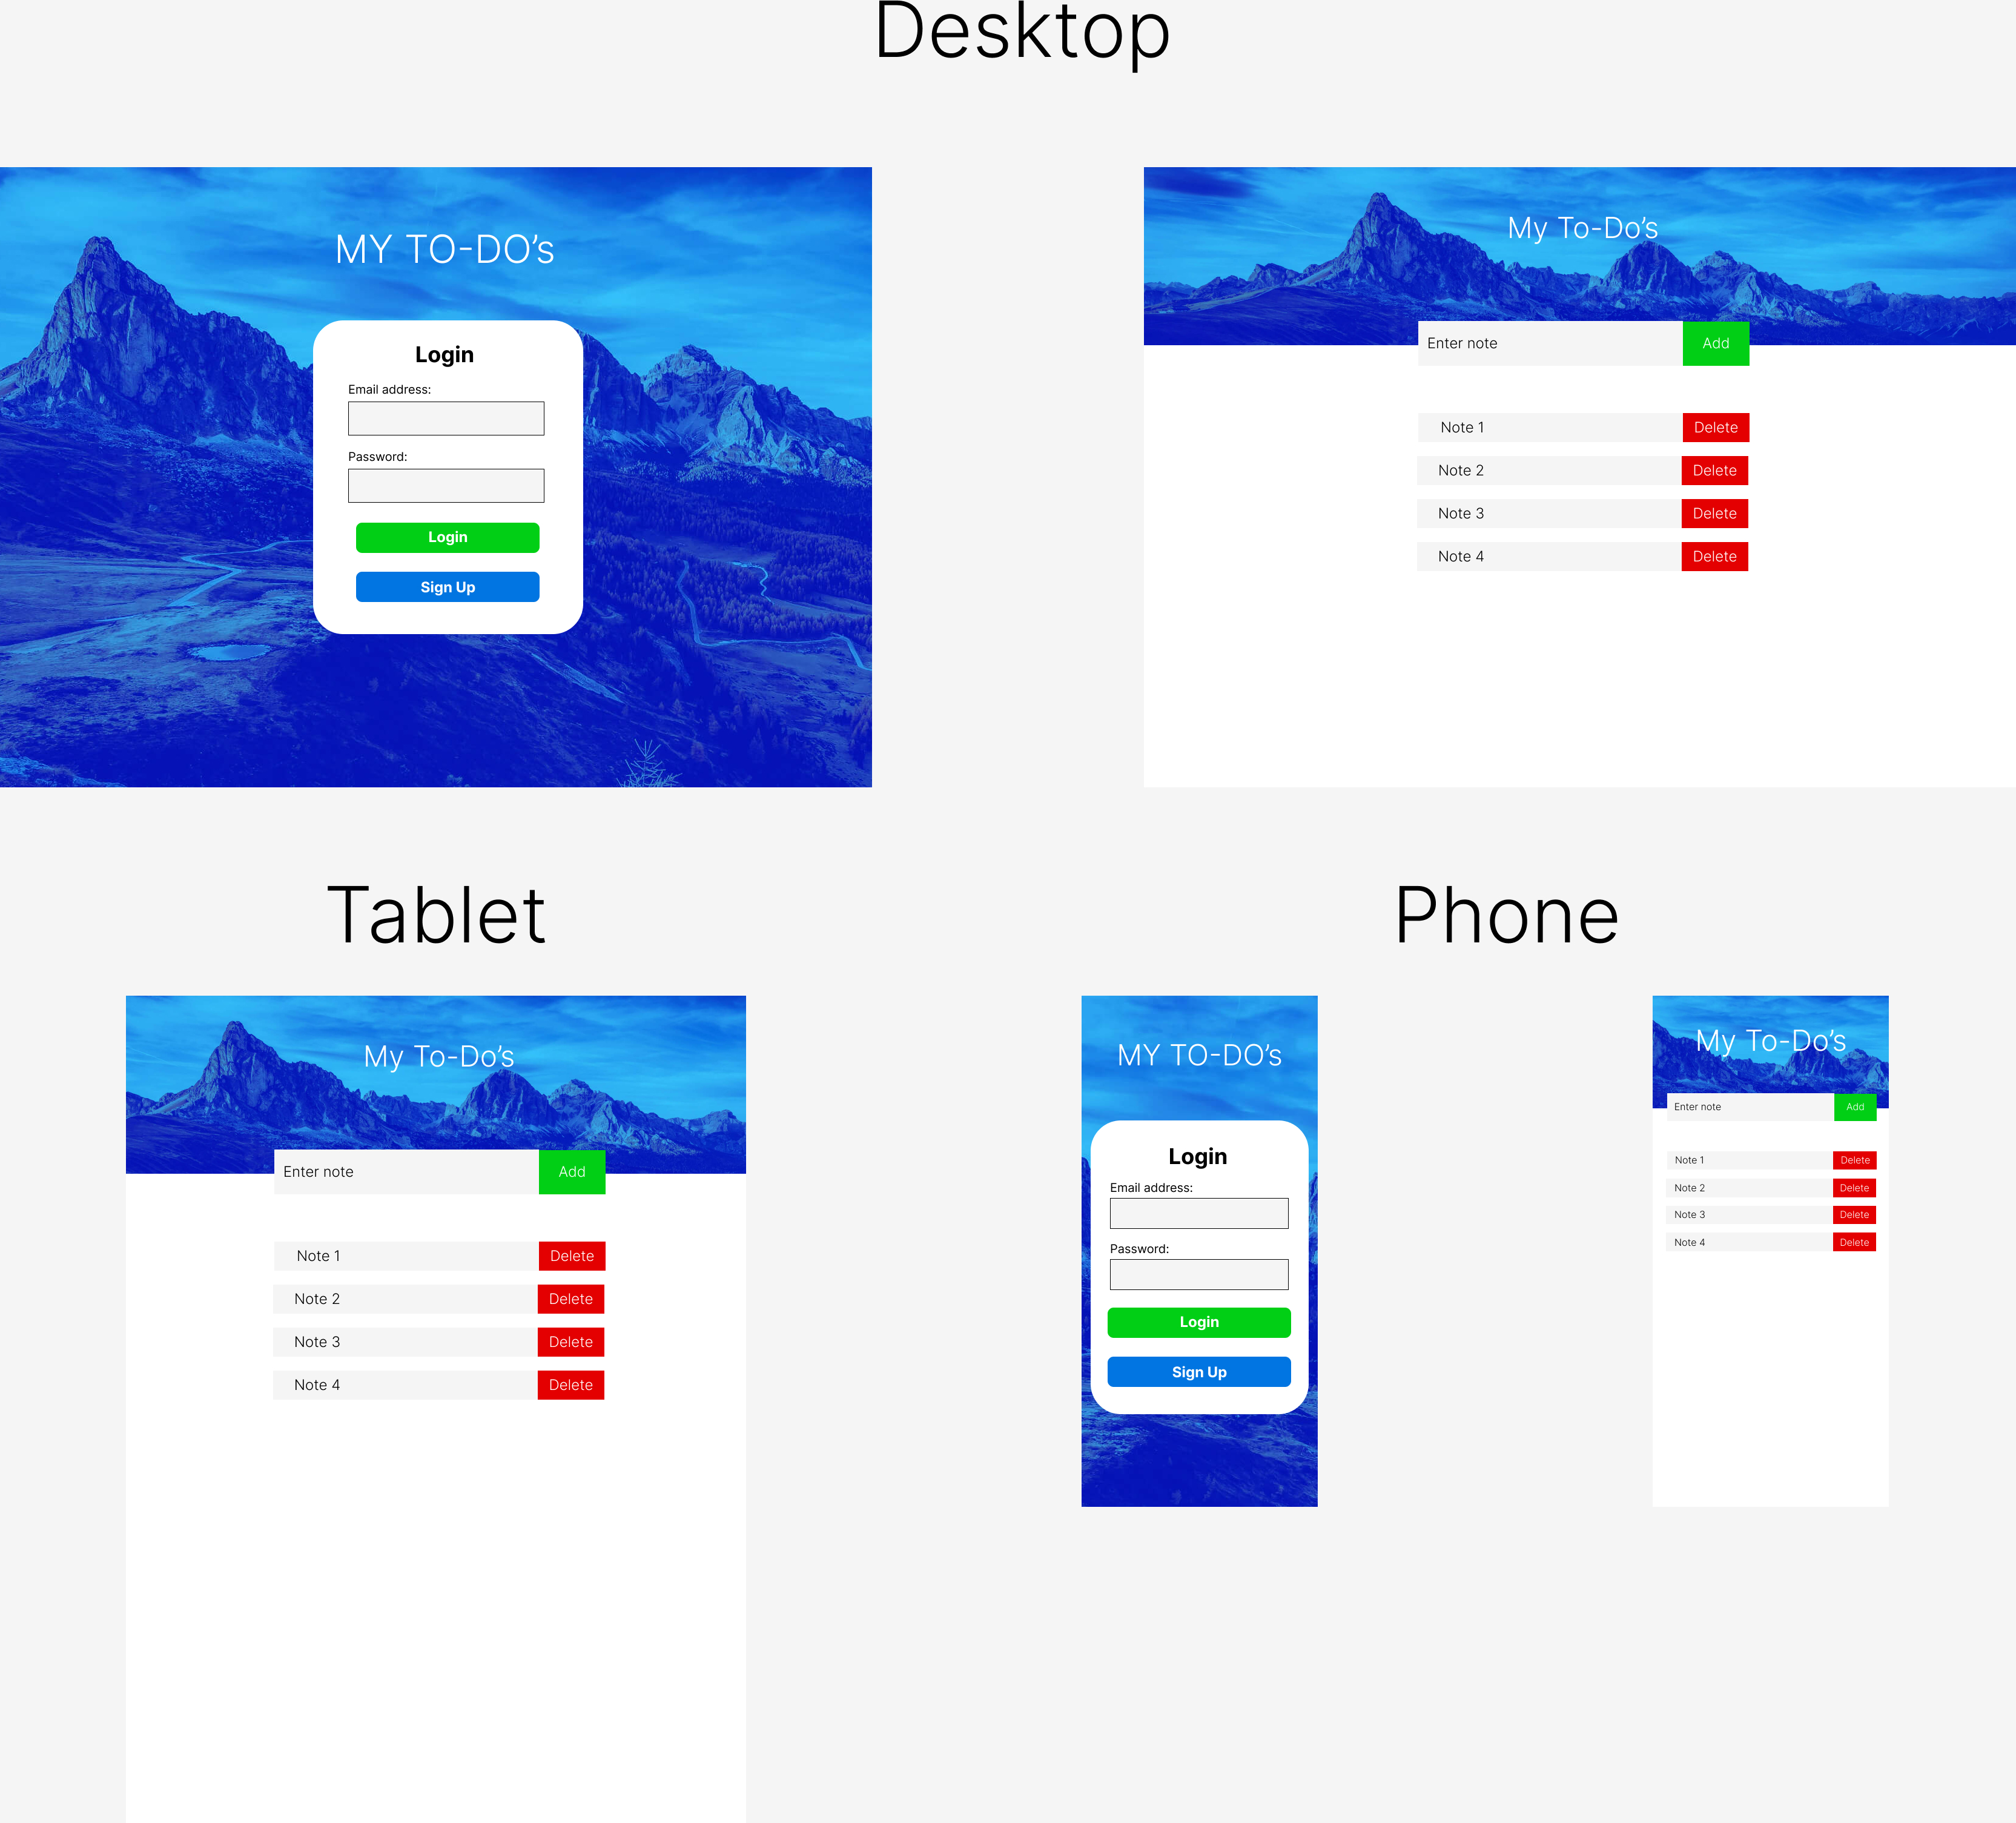 Desktop
MY TO-DO’s
Login
Email address:
Password:
Login
Sign Up
My To-Do’s
Enter note
Add
Note 1
Delete
Note 2
Delete
Note 3
Delete
Note 4
Delete
Tablet
My To-Do’s
Enter note
Add
Note 1
Delete
Note 2
Delete
Note 3
Delete
Note 4
Delete
Phone
MY TO-DO’s
Login
Email address:
Password:
Login
Sign Up
My To-Do’s
Enter note
Add
Note 1
Delete
Note 2
Delete
Note 3
Delete
Note 4
Delete